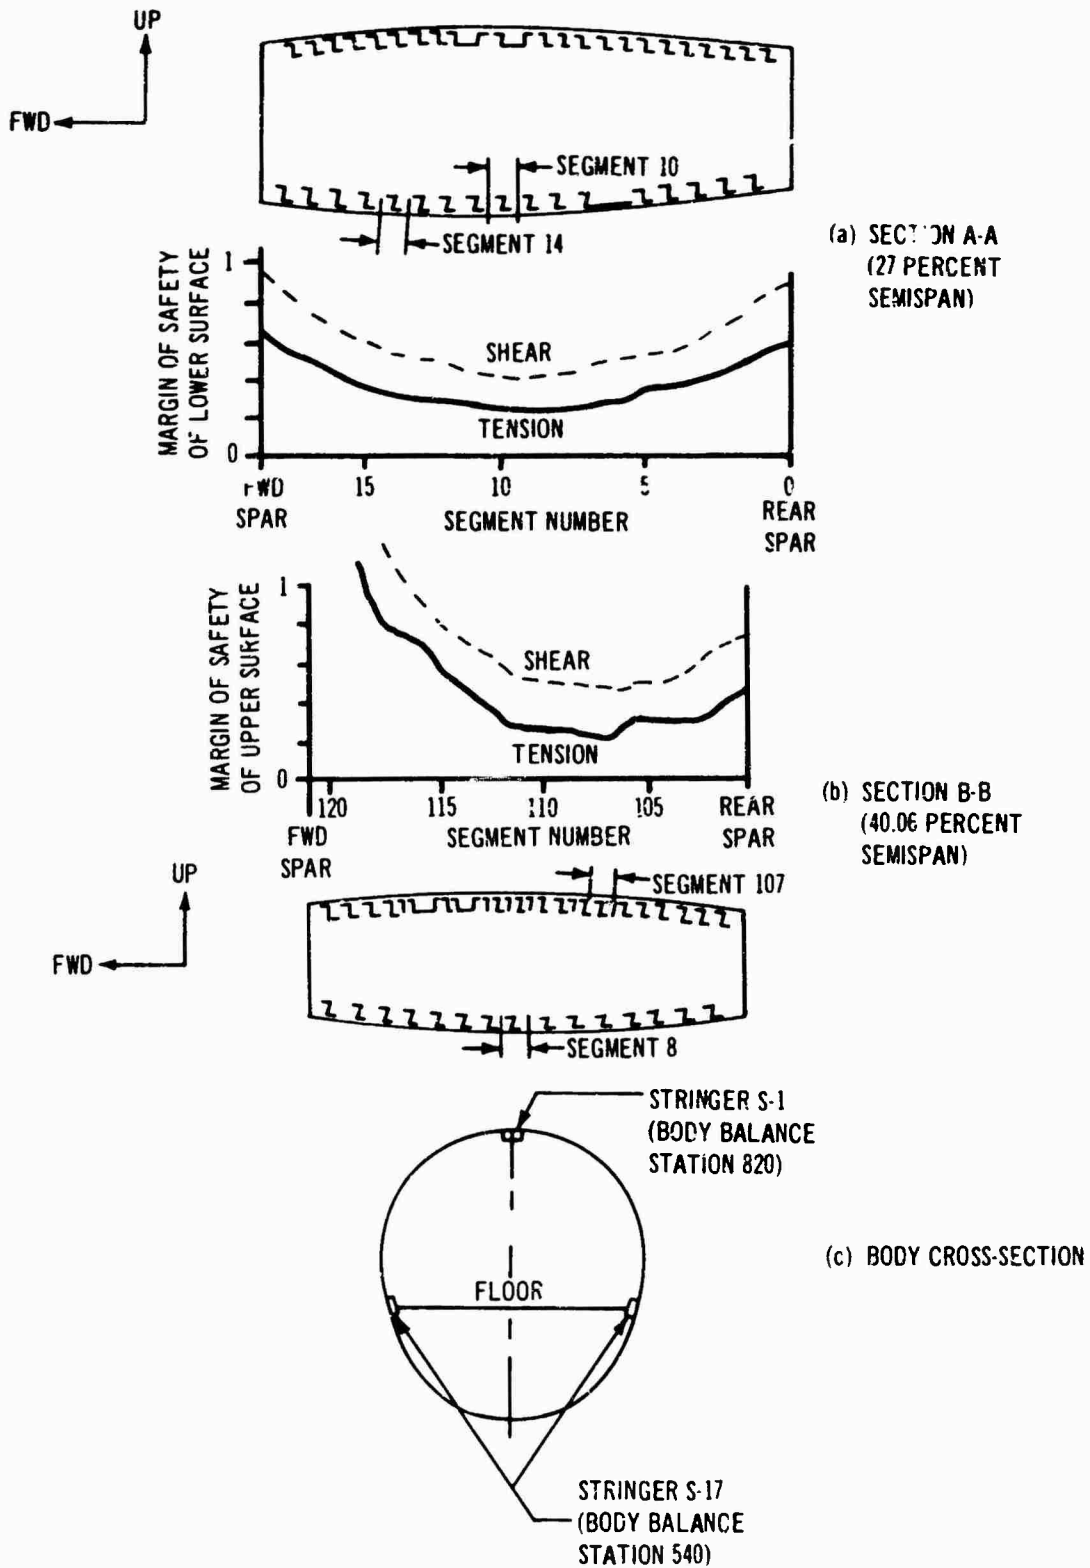 UP
FWD
SEGMENT 10
SEGMENT 14
(a) SECTION A-A
(27 PERCENT
SEMISPAN)
MARGIN OF SAFETY
OF LOWER SURFACE
1
0
SHEAR
TENSION
FWD
SPAR
15
10
5
0
REAR
SPAR
SEGMENT NUMBER
MARGIN OF SAFETY
OF UPPER SURFACE
1
0
SHEAR
TENSION
120
115
110
105
REAR
SPAR
FWD
SPAR
SEGMENT NUMBER
(b) SECTION B-B
(40.06 PERCENT
SEMISPAN)
UP
FWD
SEGMENT 107
SEGMENT 8
STRINGER S-1
(BODY BALANCE
STATION 820)
(c) BODY CROSS-SECTION
FLOOR
STRINGER S-17
(BODY BALANCE
STATION 540)